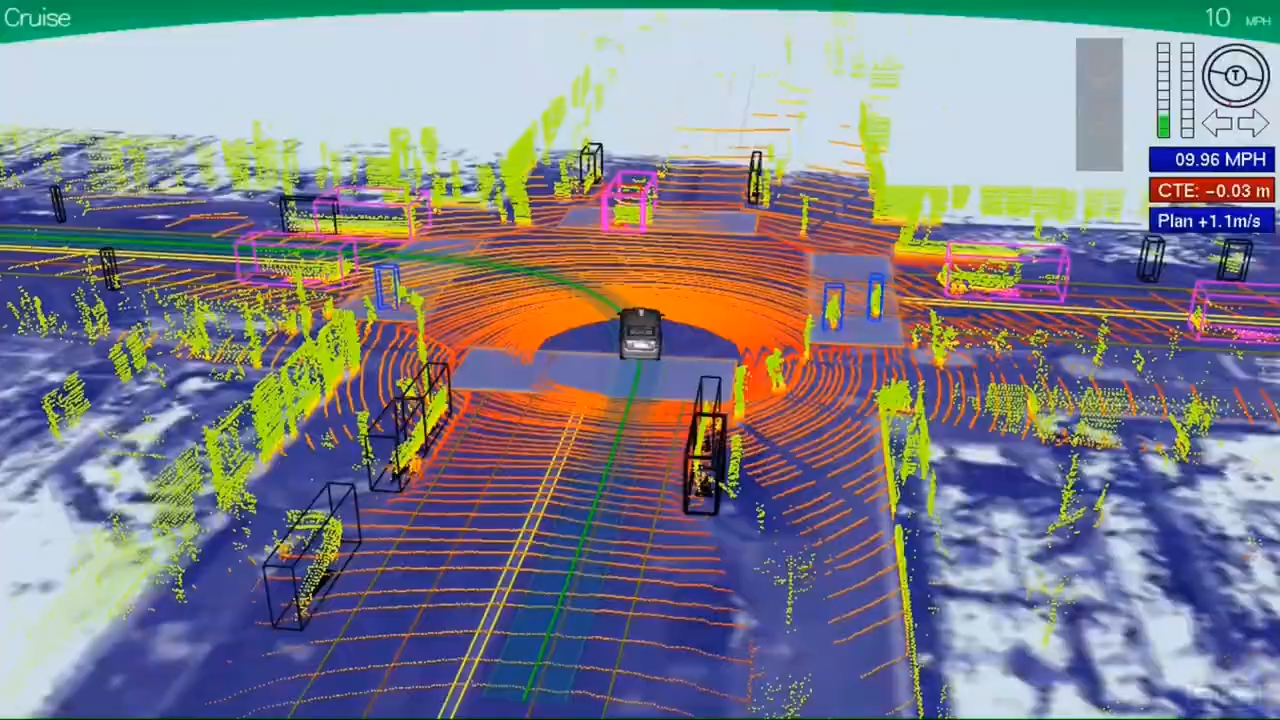 Cruise
10 MPH
T
09.96 MPH
CTE: −0.03 m
Plan +1.1m/s